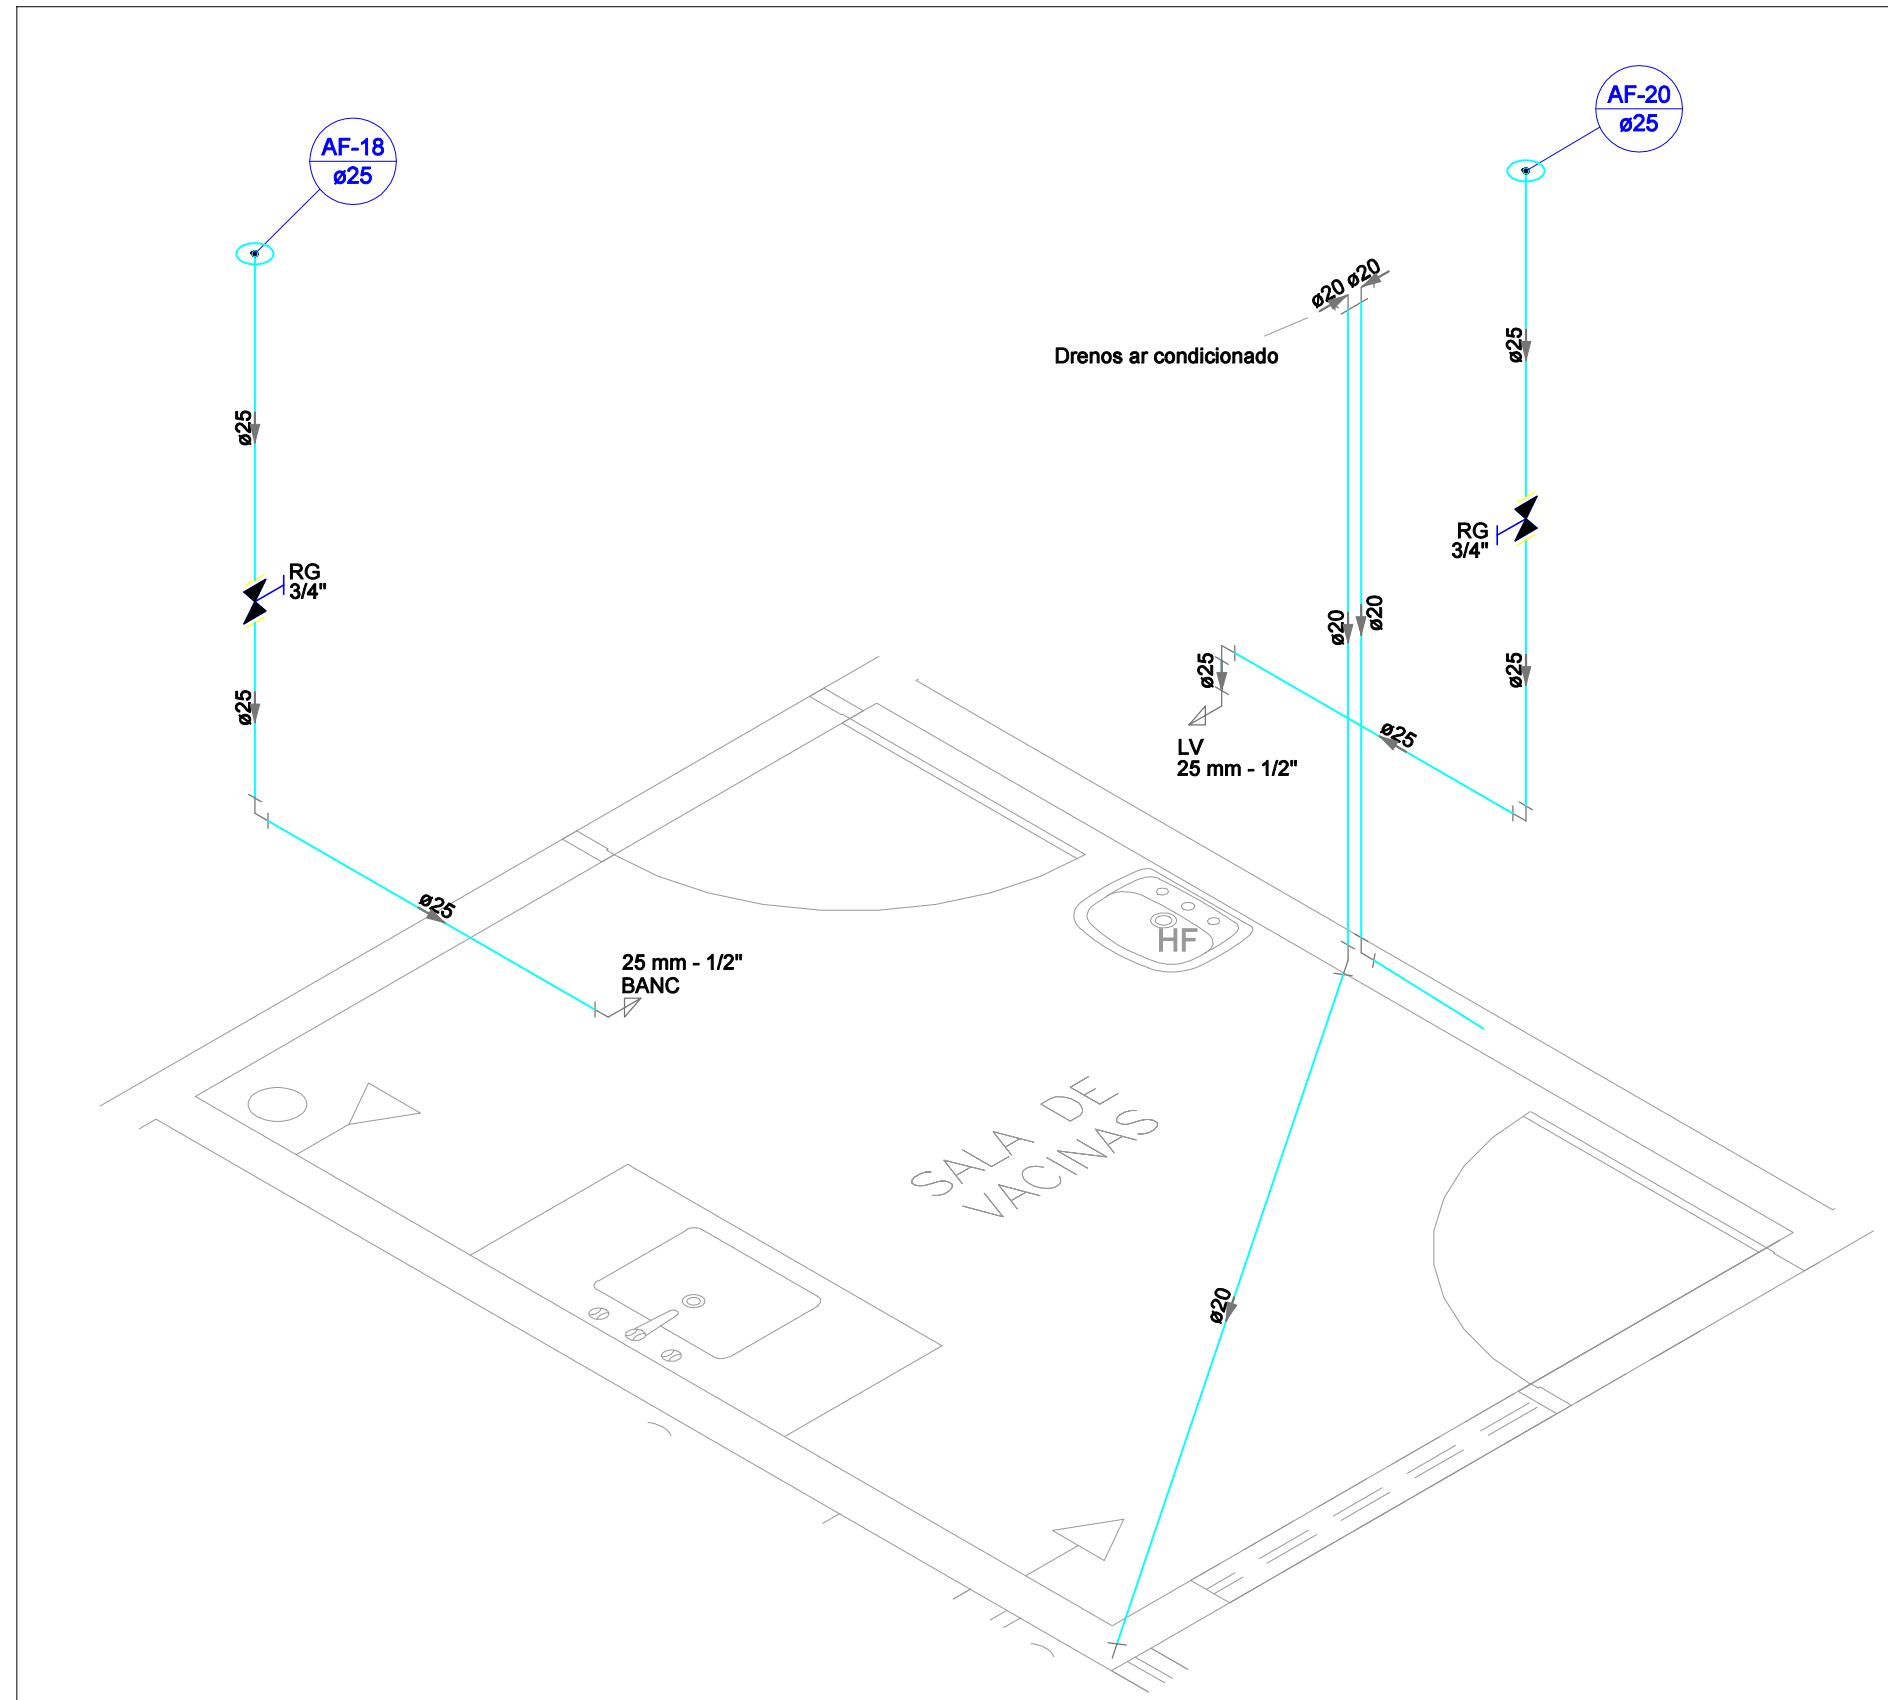 AF-20
ø25
AF-18
ø25
ø20
ø20
Drenos ar condicionado
ø25
ø25
RG
3/4"
RG
3/4"
ø20
ø20
ø25
ø25
ø25
ø25
LV
25 mm - 1/2"
ø25
HF
25 mm - 1/2"
BANC
SALA DE
VACINAS
ø20